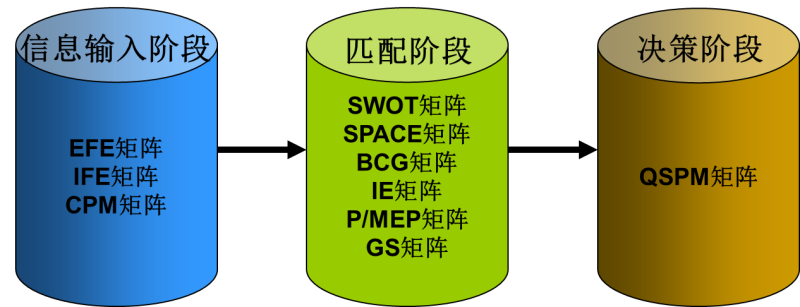 信息输入阶段
EFE矩阵
IFE矩阵
CPM矩阵
匹配阶段
SWOT矩阵
SPACE矩阵
BCG矩阵
IE矩阵
P/MEP矩阵
GS矩阵
决策阶段
QSPM矩阵